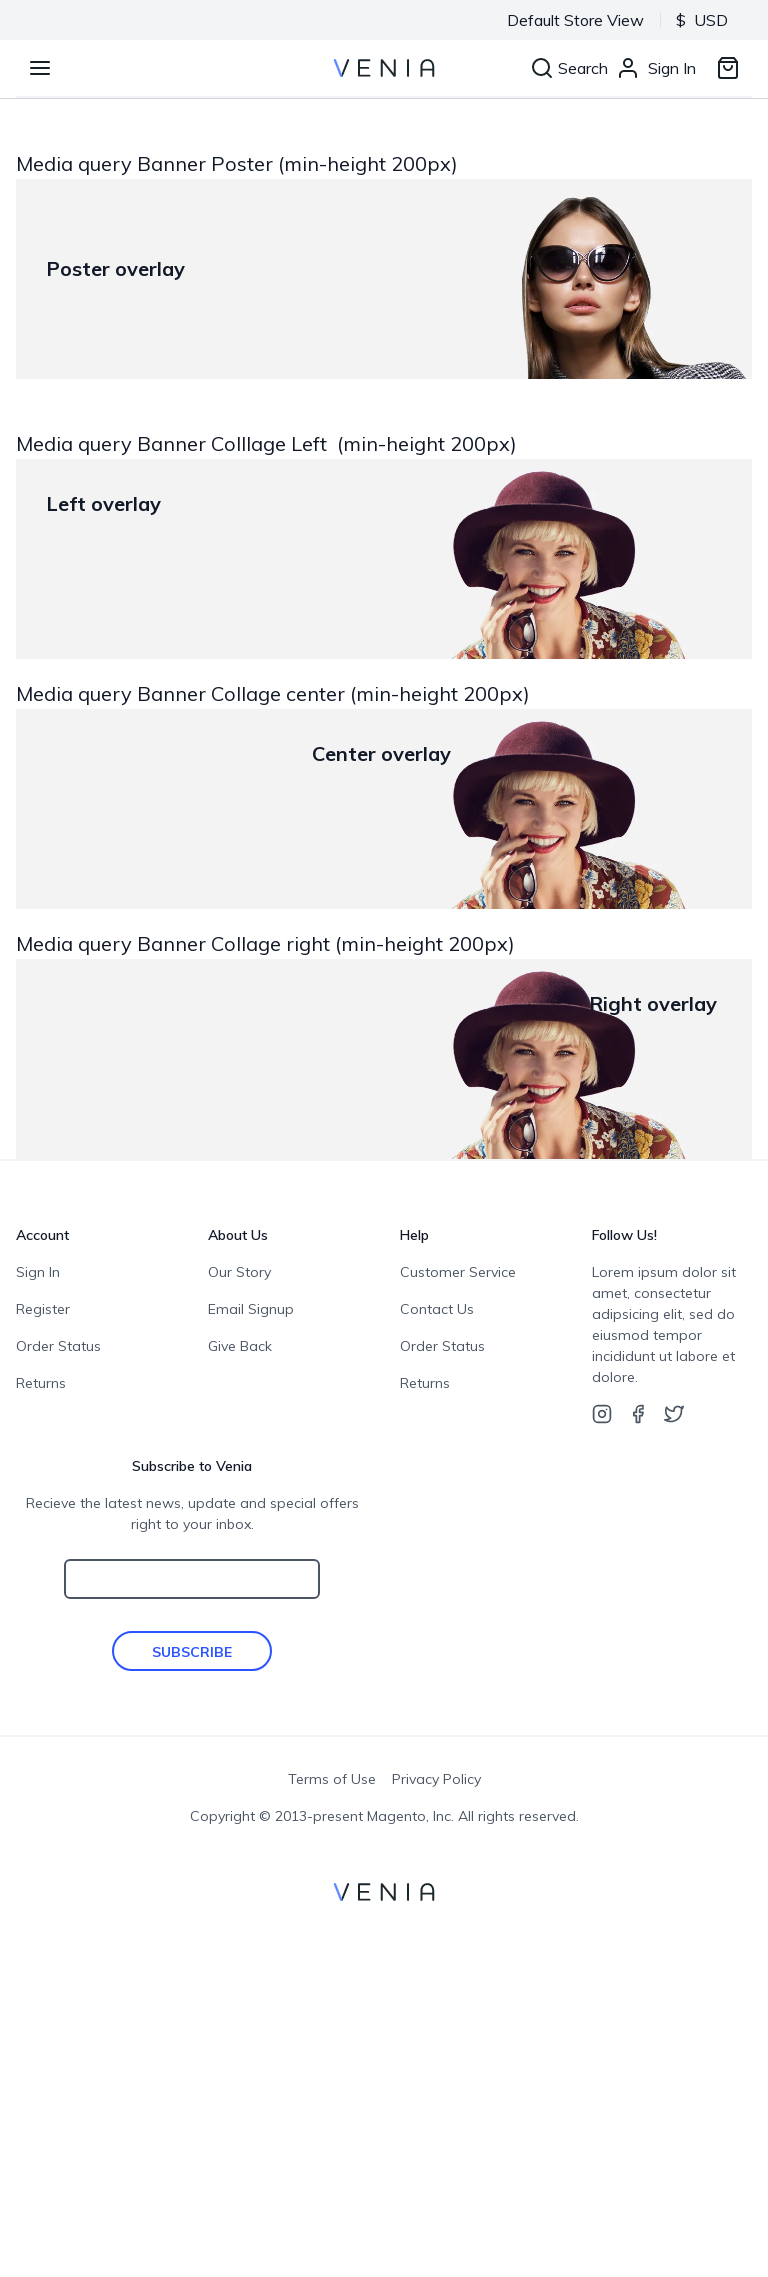 Default Store View
$ USD
VENIA
Search
Sign In
Media query Banner Poster (min-height 200px)
Poster overlay
Media query Banner Colllage Left  (min-height 200px)
Left overlay
Media query Banner Collage center (min-height 200px)
Center overlay
Media query Banner Collage right (min-height 200px)
Right overlay
Account
Sign In
Register
Order Status
Returns
About Us
Our Story
Email Signup
Give Back
Help
Customer Service
Contact Us
Order Status
Returns
Follow Us!
Lorem ipsum dolor sit
amet, consectetur
adipsicing elit, sed do
eiusmod tempor
incididunt ut labore et
dolore.
Subscribe to Venia
Recieve the latest news, update and special offers
right to your inbox.
SUBSCRIBE
Terms of Use
Privacy Policy
Copyright © 2013-present Magento, Inc. All rights reserved.
VENIA